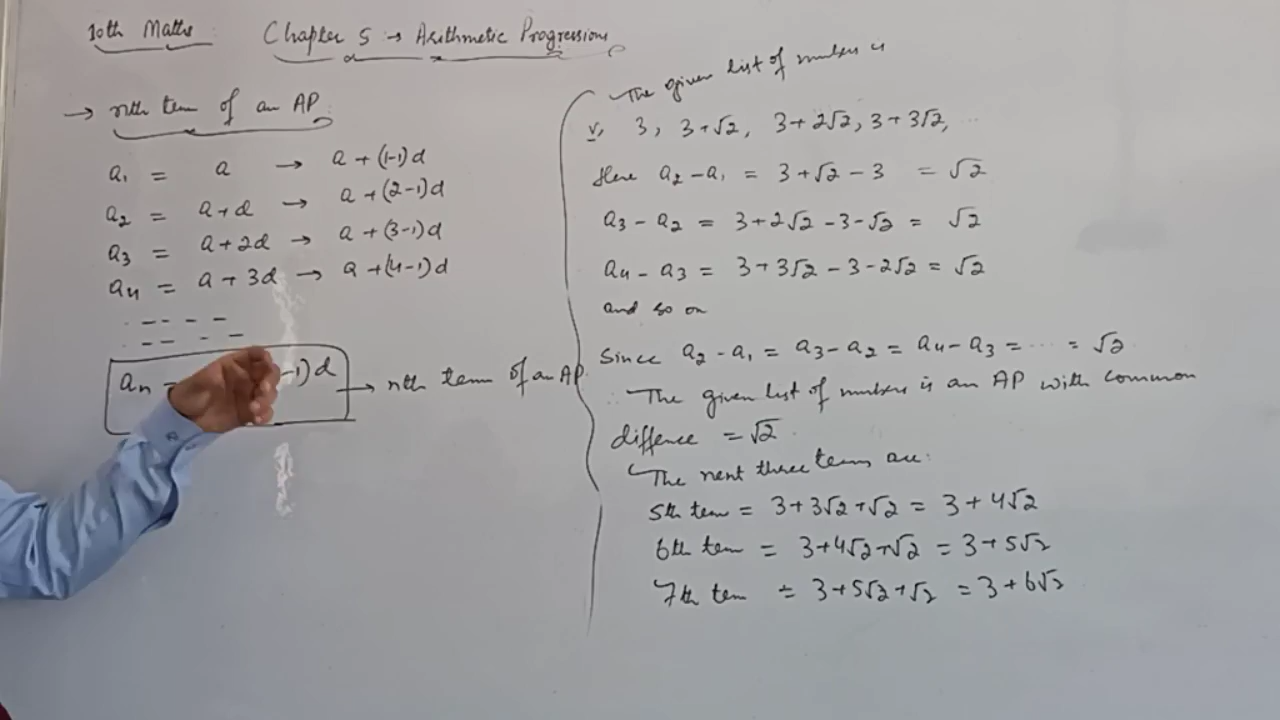 10th Maths Chapter 5 → Arithmetic Progressions
→ nth term of an AP
a₁ = a → a + (1-1)d
a₂ = a+d → a + (2-1)d
a₃ = a+2d → a + (3-1)d
a₄ = a + 3d → a + (4-1)d
aₙ = -1)d → nth term of an AP
The given list of numbers is
v, 3, 3+√2, 3+2√2, 3+3√2, ...
Here a₂ - a₁ = 3+√2 - 3 = √2
a₃ - a₂ = 3+2√2 - 3 - √2 = √2
a₄ - a₃ = 3+3√2 - 3 - 2√2 = √2
and so on
Since a₂ - a₁ = a₃ - a₂ = a₄ - a₃ = ... = √2
∴ The given list of numbers is an AP with common
diffence = √2
The next three terms are:
5th term = 3+3√2+√2 = 3+4√2
6th term = 3+4√2+√2 = 3+5√2
7th term = 3+5√2+√2 = 3+6√2